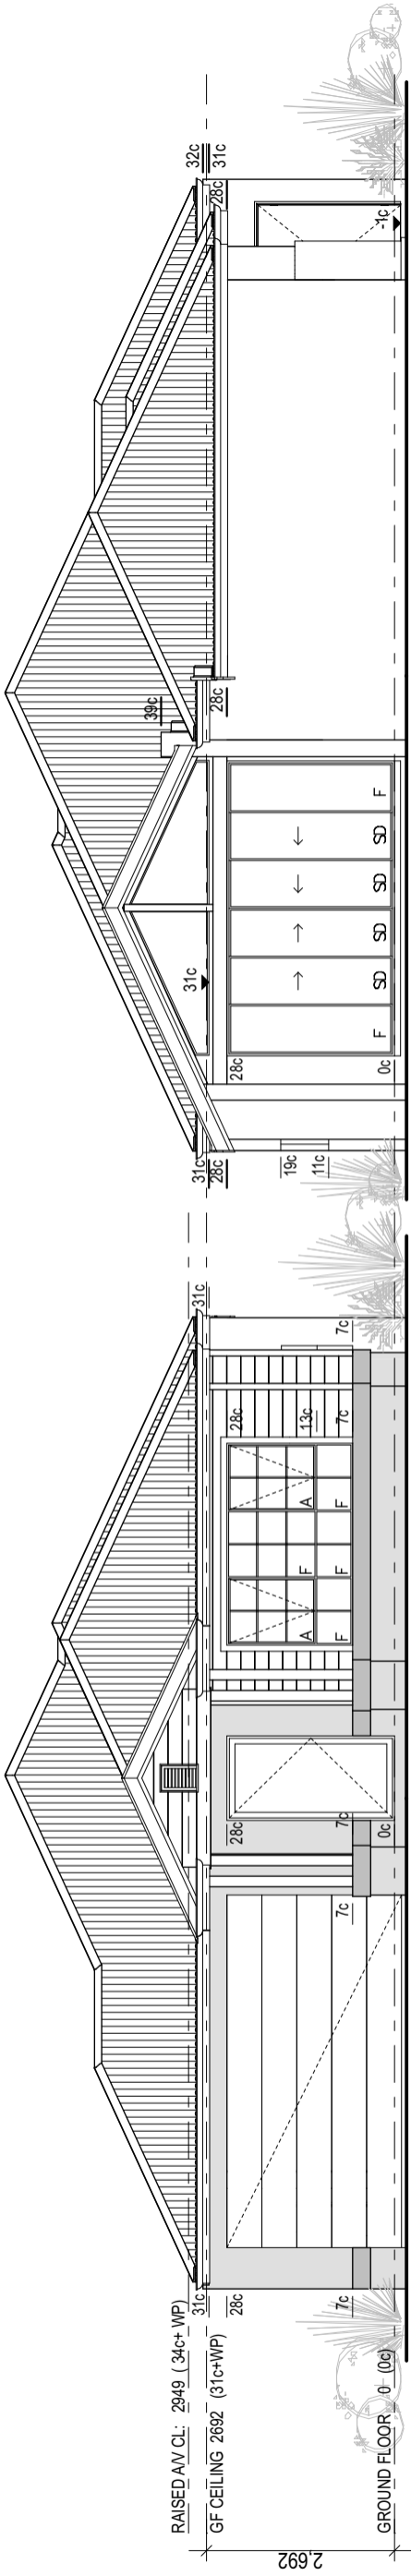 RAISED A/V CL: 2949 ( 34c+ WP)
GF CEILING 2692 (31c+WP)
GROUND FLOOR 0 (0c)
2,692
31c
28c
7c
7c
28c
7c
0c
28c
13c
7c
A
F
A
F
F
F
31c
7c
31c
28c
19c
11c
28c
0c
31c
39c
F
SD
SD
SD
SD
F
28c
28c
32c
31c
-1c